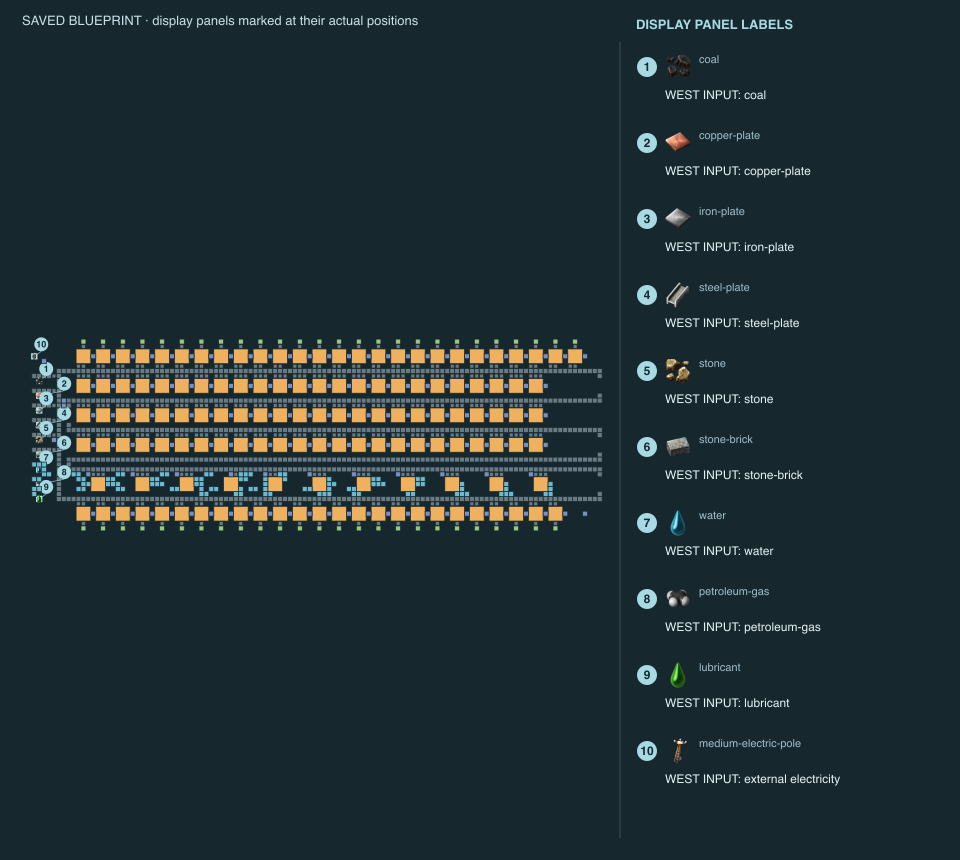 SAVED BLUEPRINT · display panels marked at their actual positions
10
1
2
3
4
5
6
7
8
9
DISPLAY PANEL LABELS
1
coal
WEST INPUT: coal
2
copper-plate
WEST INPUT: copper-plate
3
iron-plate
WEST INPUT: iron-plate
4
steel-plate
WEST INPUT: steel-plate
5
stone
WEST INPUT: stone
6
stone-brick
WEST INPUT: stone-brick
7
water
WEST INPUT: water
8
petroleum-gas
WEST INPUT: petroleum-gas
9
lubricant
WEST INPUT: lubricant
10
medium-electric-pole
WEST INPUT: external electricity